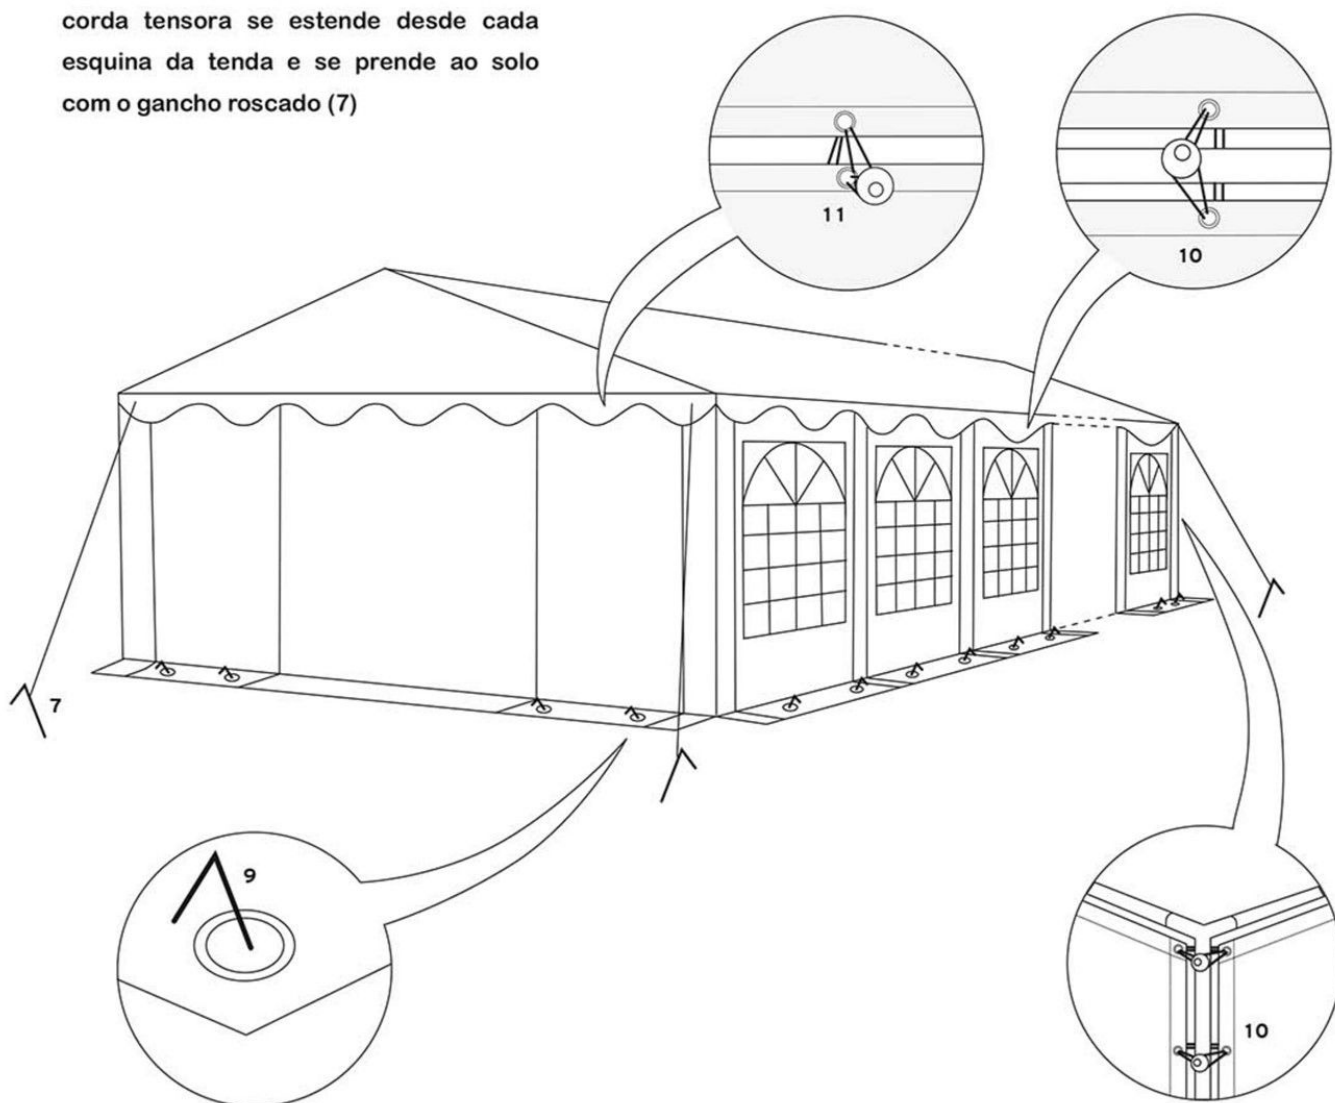 corda tensora se estende desde cada
esquina da tenda e se prende ao solo
com o gancho roscado (7)
11
10
7
9
10